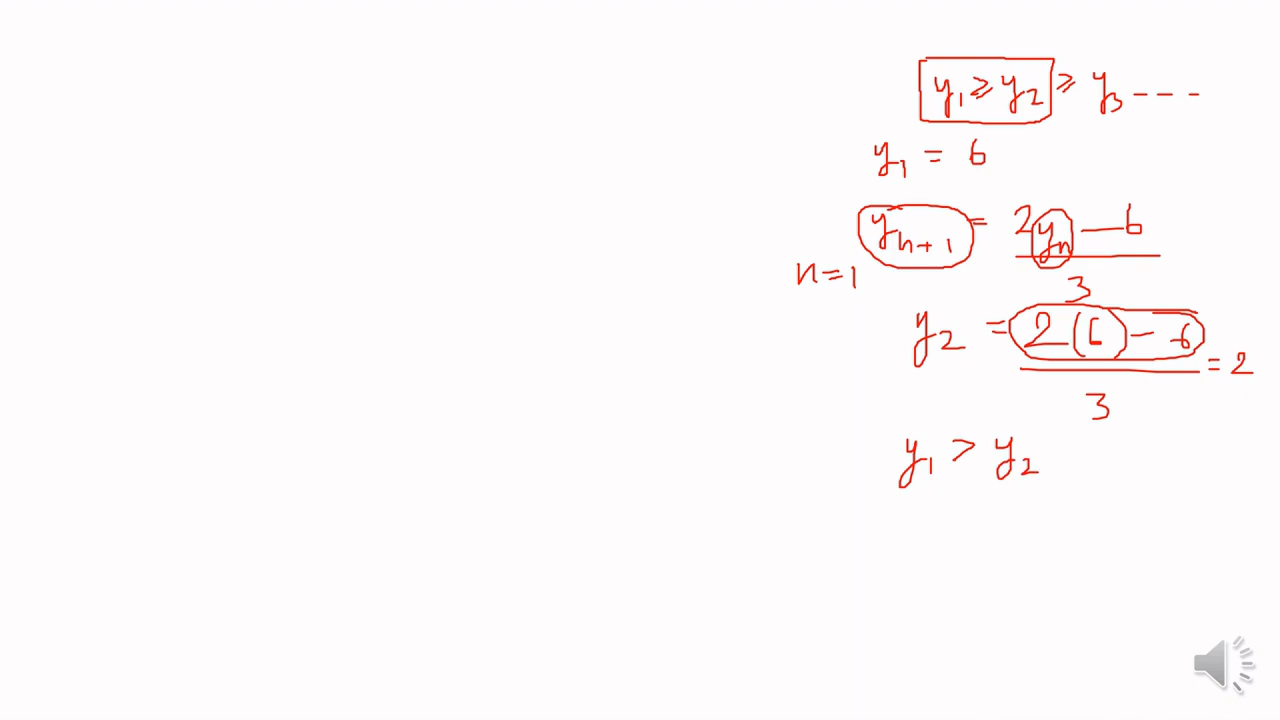 y₁ ⩾ y₂ ⩾ y₃ - - - -
y₁ = 6
yₙ₊₁ = (2yₙ - 6) / 3
n=1
y₂ = (2(6) - 6) / 3 = 2
y₁ > y₂